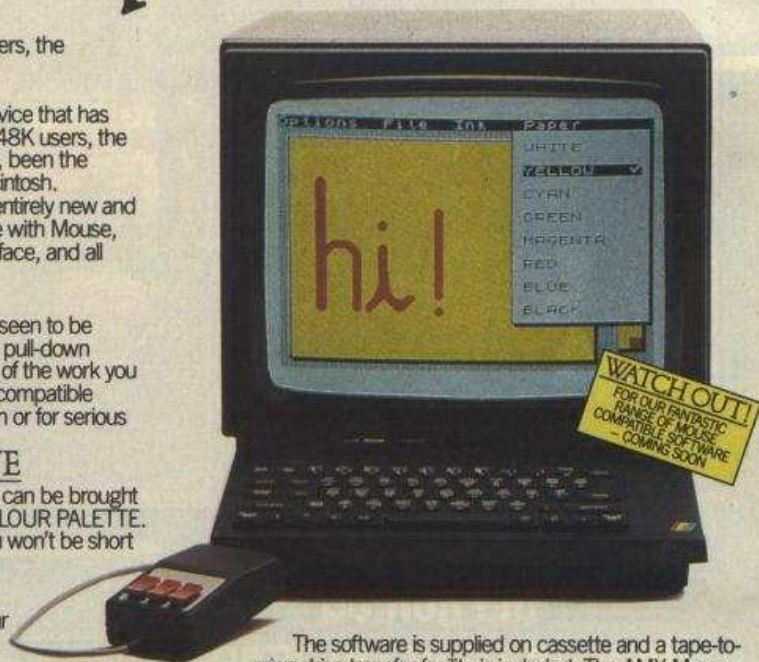 ers, the
vice that has
48K users, the
, been the
intosh.
entirely new and
e with Mouse,
face, and all
seen to be
pull-down
of the work you
compatible
n or for serious
TE
can be brought
LOUR PALETTE.
u won't be short
ur
Options File Ink Paper
WHITE
YELLOW
CYAN
GREEN
MAGENTA
RED
BLUE
BLACK
hi!
WATCH OUT!
FOR OUR FANTASTIC
RANGE OF MOUSE
COMPATIBLE SOFTWARE
– COMING SOON
The software is supplied on cassette and a tape-to-